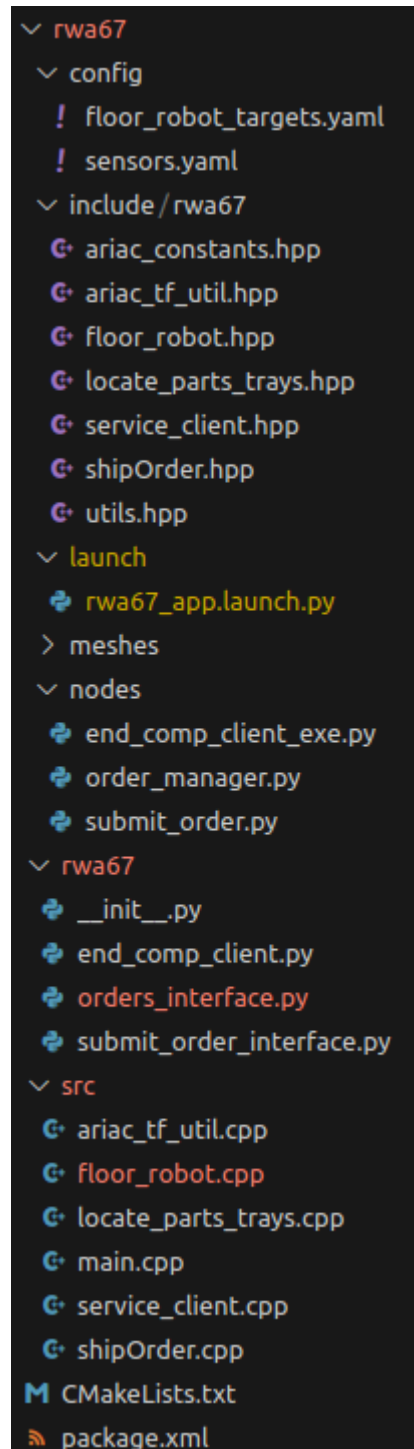 rwa67
config
! floor_robot_targets.yaml
! sensors.yaml
include/rwa67
ariac_constants.hpp
ariac_tf_util.hpp
floor_robot.hpp
locate_parts_trays.hpp
service_client.hpp
shipOrder.hpp
utils.hpp
launch
rwa67_app.launch.py
meshes
nodes
end_comp_client_exe.py
order_manager.py
submit_order.py
rwa67
__init__.py
end_comp_client.py
orders_interface.py
submit_order_interface.py
src
ariac_tf_util.cpp
floor_robot.cpp
locate_parts_trays.cpp
main.cpp
service_client.cpp
shipOrder.cpp
M CMakeLists.txt
package.xml